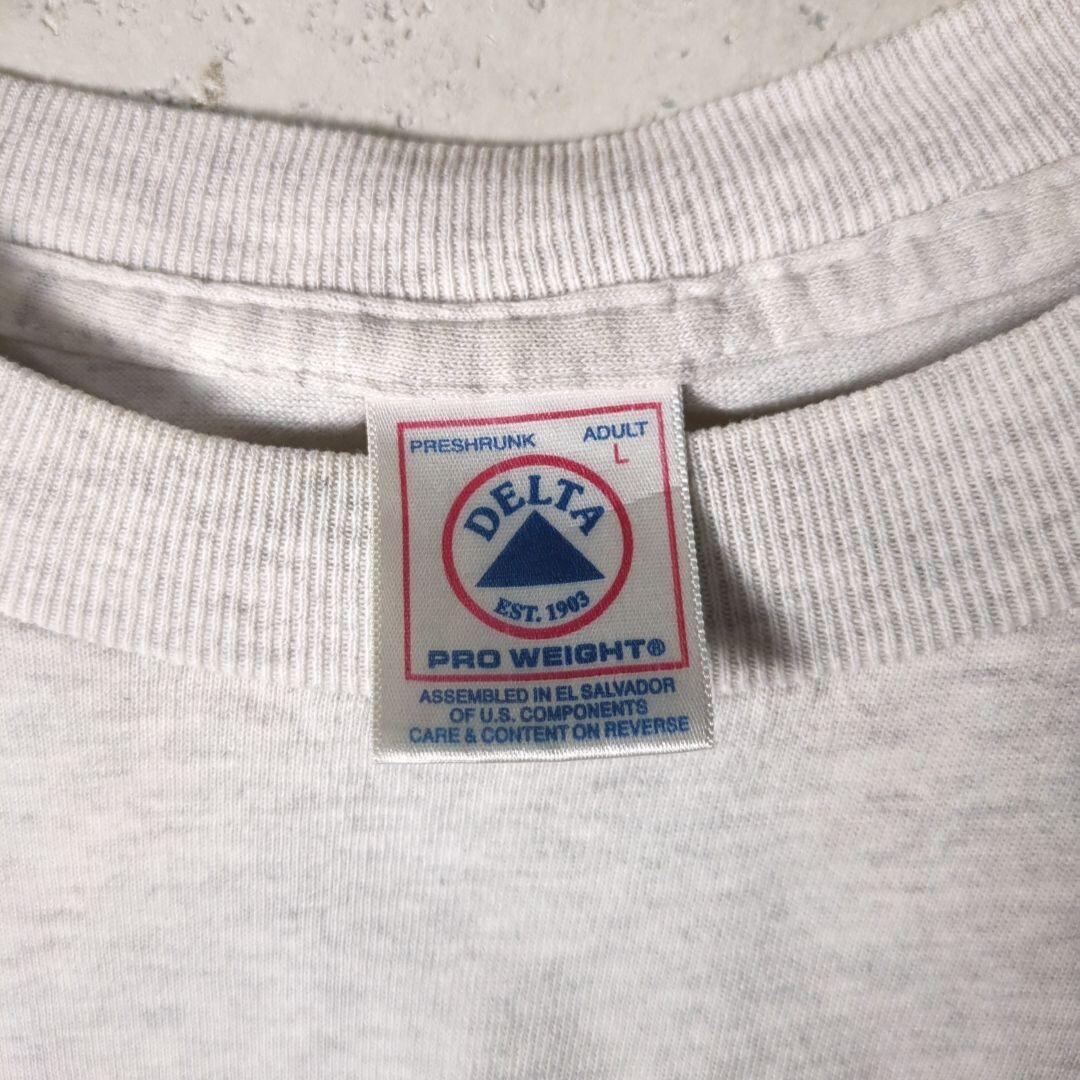 PRESHRUNK ADULT
L
DELTA
EST. 1903
PRO WEIGHT®
ASSEMBLED IN EL SALVADOR
OF U.S. COMPONENTS
CARE & CONTENT ON REVERSE